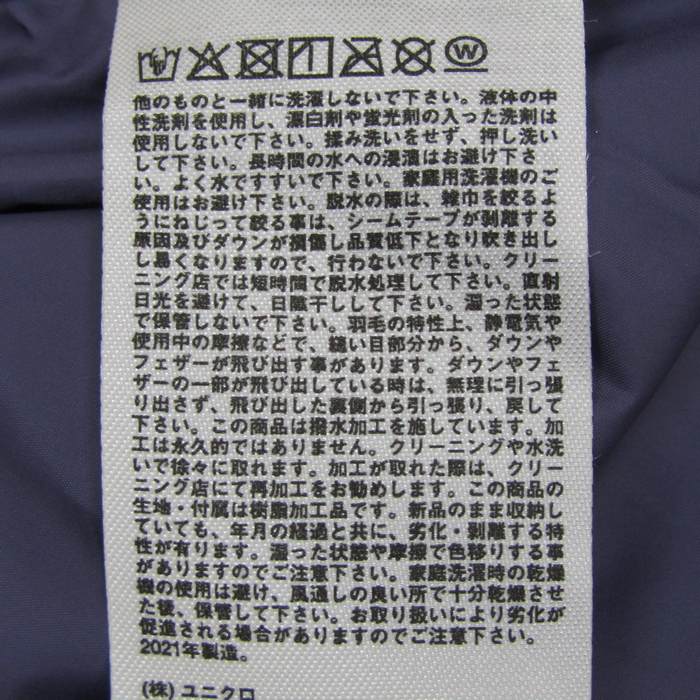 W
他のものと一緒に洗濯しないで下さい。液体の中
性洗剤を使用し、漂白剤や蛍光剤の入った洗剤は
使用しないで下さい。揉み洗いをせず、押し洗い
して下さい。長時間の水への浸漬はお避け下さ
い。よく水ですすいで下さい。家庭用洗濯機のご
使用はお避け下さい。脱水の際は、雑巾を絞るよ
うにねじって絞る事は、シームテープが剥離する
原因及びダウンが損傷し品質低下となり吹き出し
し易くなりますので、行わないで下さい。クリー
ニング店では短時間で脱水処理して下さい。直射
日光を避けて、日陰干しして下さい。湿った状態
で保管しないで下さい。羽毛の特性上、静電気や
使用中の摩擦などで、縫い目部分から、ダウンや
フェザーが飛び出す事があります。ダウンやフェ
ザーの一部が飛び出している時は、無理に引っ張
り出さず、飛び出した裏側から引っ張り、戻して
下さい。この商品は撥水加工を施しています。加
工は永久的ではありません。クリーニングや水洗
いで徐々に取れます。加工が取れた際は、クリー
ニング店にて再加工をお勧めします。この商品の
生地・付属は樹脂加工品です。新品のまま収納し
ていても、年月の経過と共に、劣化・剥離する特
性が有ります。湿った状態や摩擦で色移りする事
がありますのでご注意下さい。家庭洗濯時の乾燥
機の使用は避け、風通しの良い所で十分乾燥させ
た後、保管して下さい。お取り扱いにより劣化が
促進される場合がありますのでご注意下さい。
2021年製造。
(株)ユニクロ